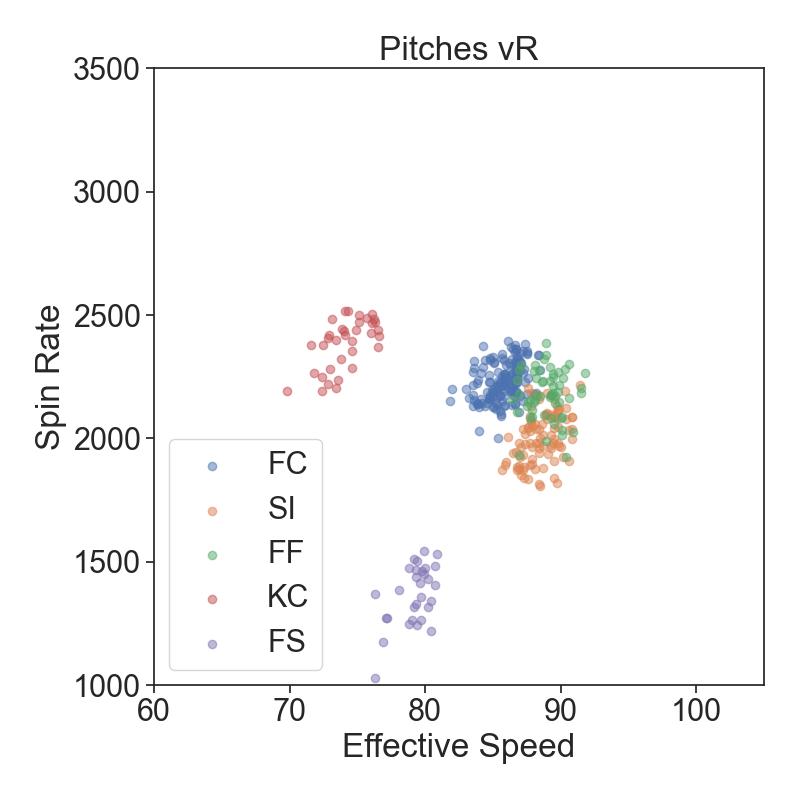 Pitches vR
3500
3000
2500
2000
1500
1000
Spin Rate
FC
SI
FF
KC
FS
60 70 80 90 100
Effective Speed